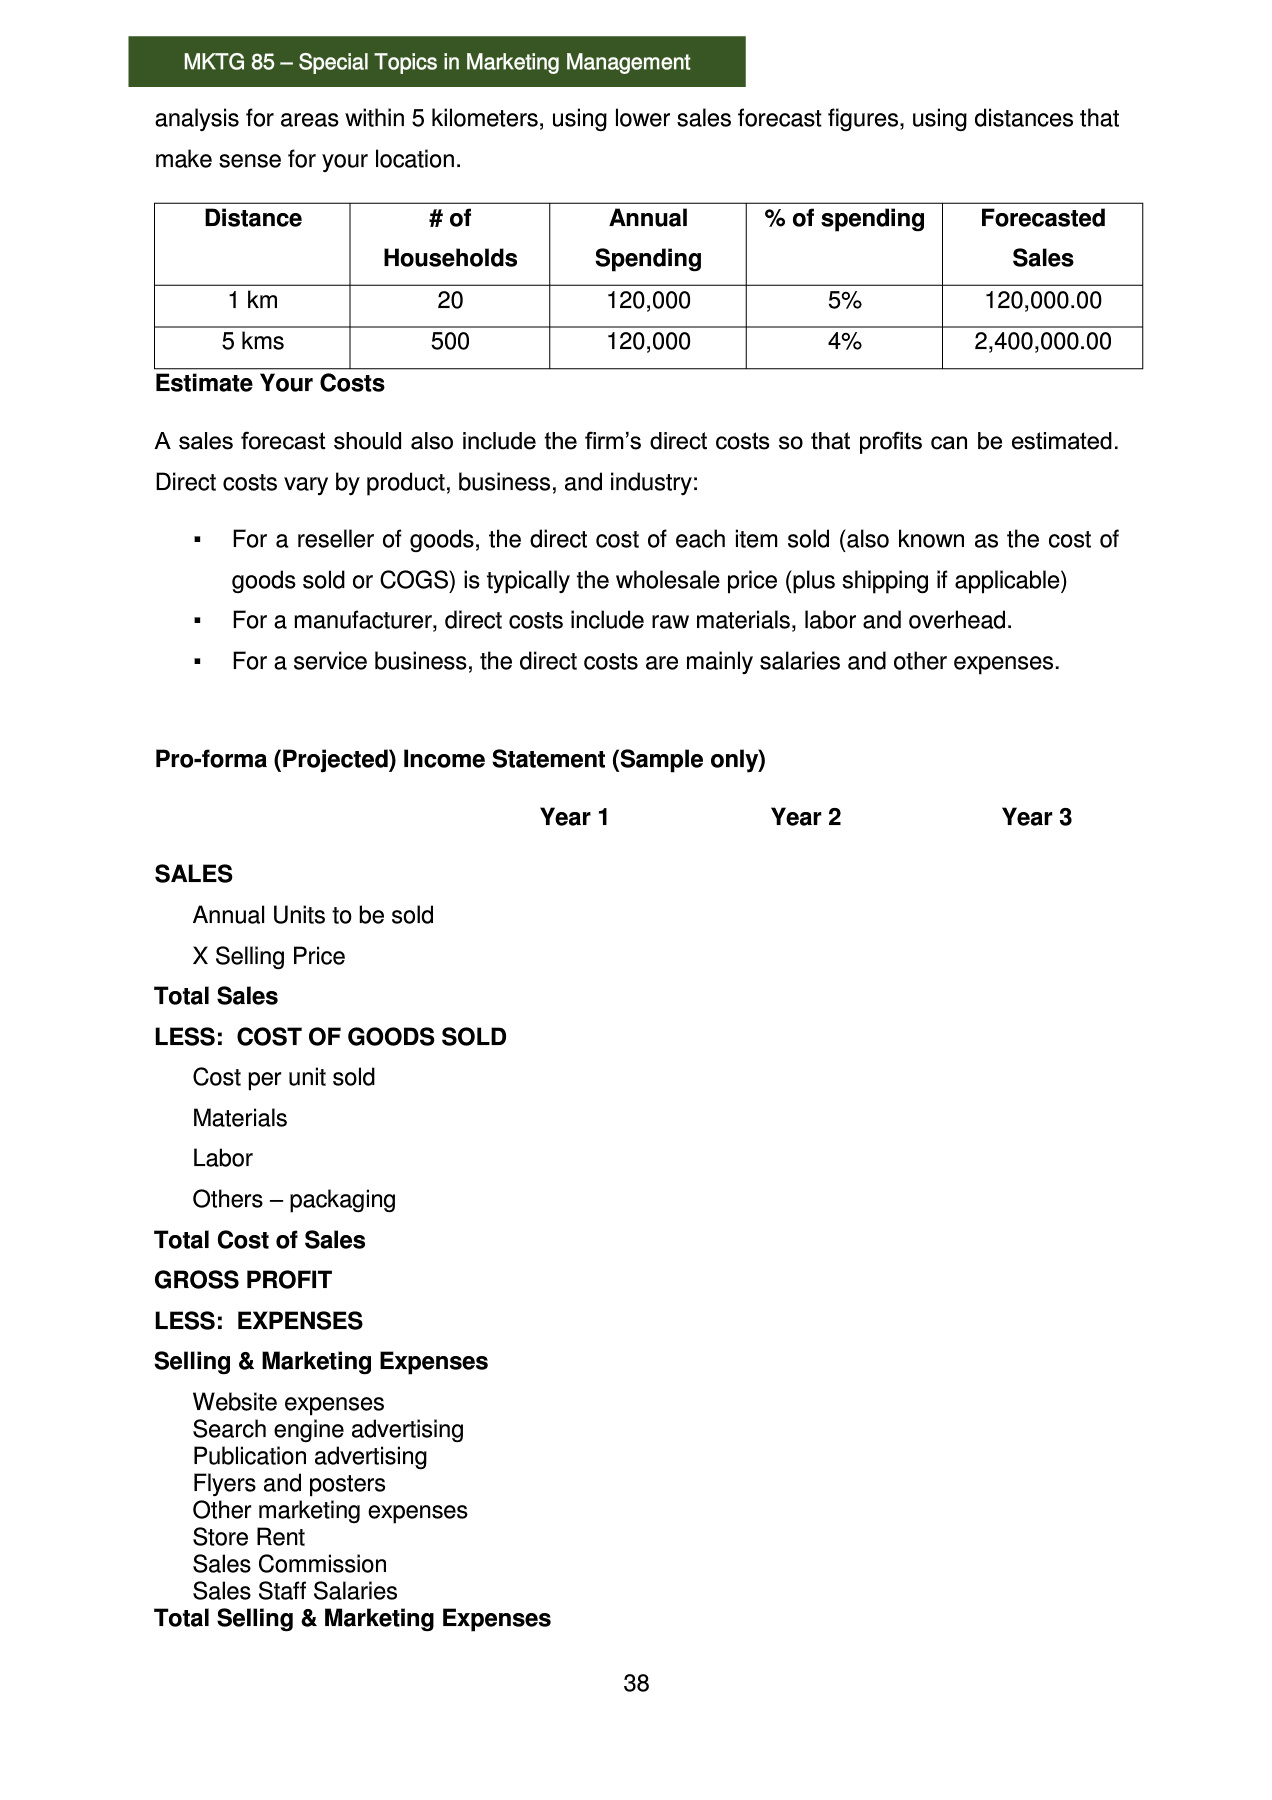 MKTG 85 – Special Topics in Marketing Management
analysis for areas within 5 kilometers, using lower sales forecast figures, using distances that
make sense for your location.
Distance # of Households Annual Spending % of spending Forecasted Sales
1 km 20 120,000 5% 120,000.00
5 kms 500 120,000 4% 2,400,000.00
Estimate Your Costs
A sales forecast should also include the firm’s direct costs so that profits can be estimated.
Direct costs vary by product, business, and industry:
▪ For a reseller of goods, the direct cost of each item sold (also known as the cost of
goods sold or COGS) is typically the wholesale price (plus shipping if applicable)
▪ For a manufacturer, direct costs include raw materials, labor and overhead.
▪ For a service business, the direct costs are mainly salaries and other expenses.
Pro-forma (Projected) Income Statement (Sample only)
Year 1 Year 2 Year 3
SALES
Annual Units to be sold
X Selling Price
Total Sales
LESS: COST OF GOODS SOLD
Cost per unit sold
Materials
Labor
Others – packaging
Total Cost of Sales
GROSS PROFIT
LESS: EXPENSES
Selling & Marketing Expenses
Website expenses
Search engine advertising
Publication advertising
Flyers and posters
Other marketing expenses
Store Rent
Sales Commission
Sales Staff Salaries
Total Selling & Marketing Expenses
38